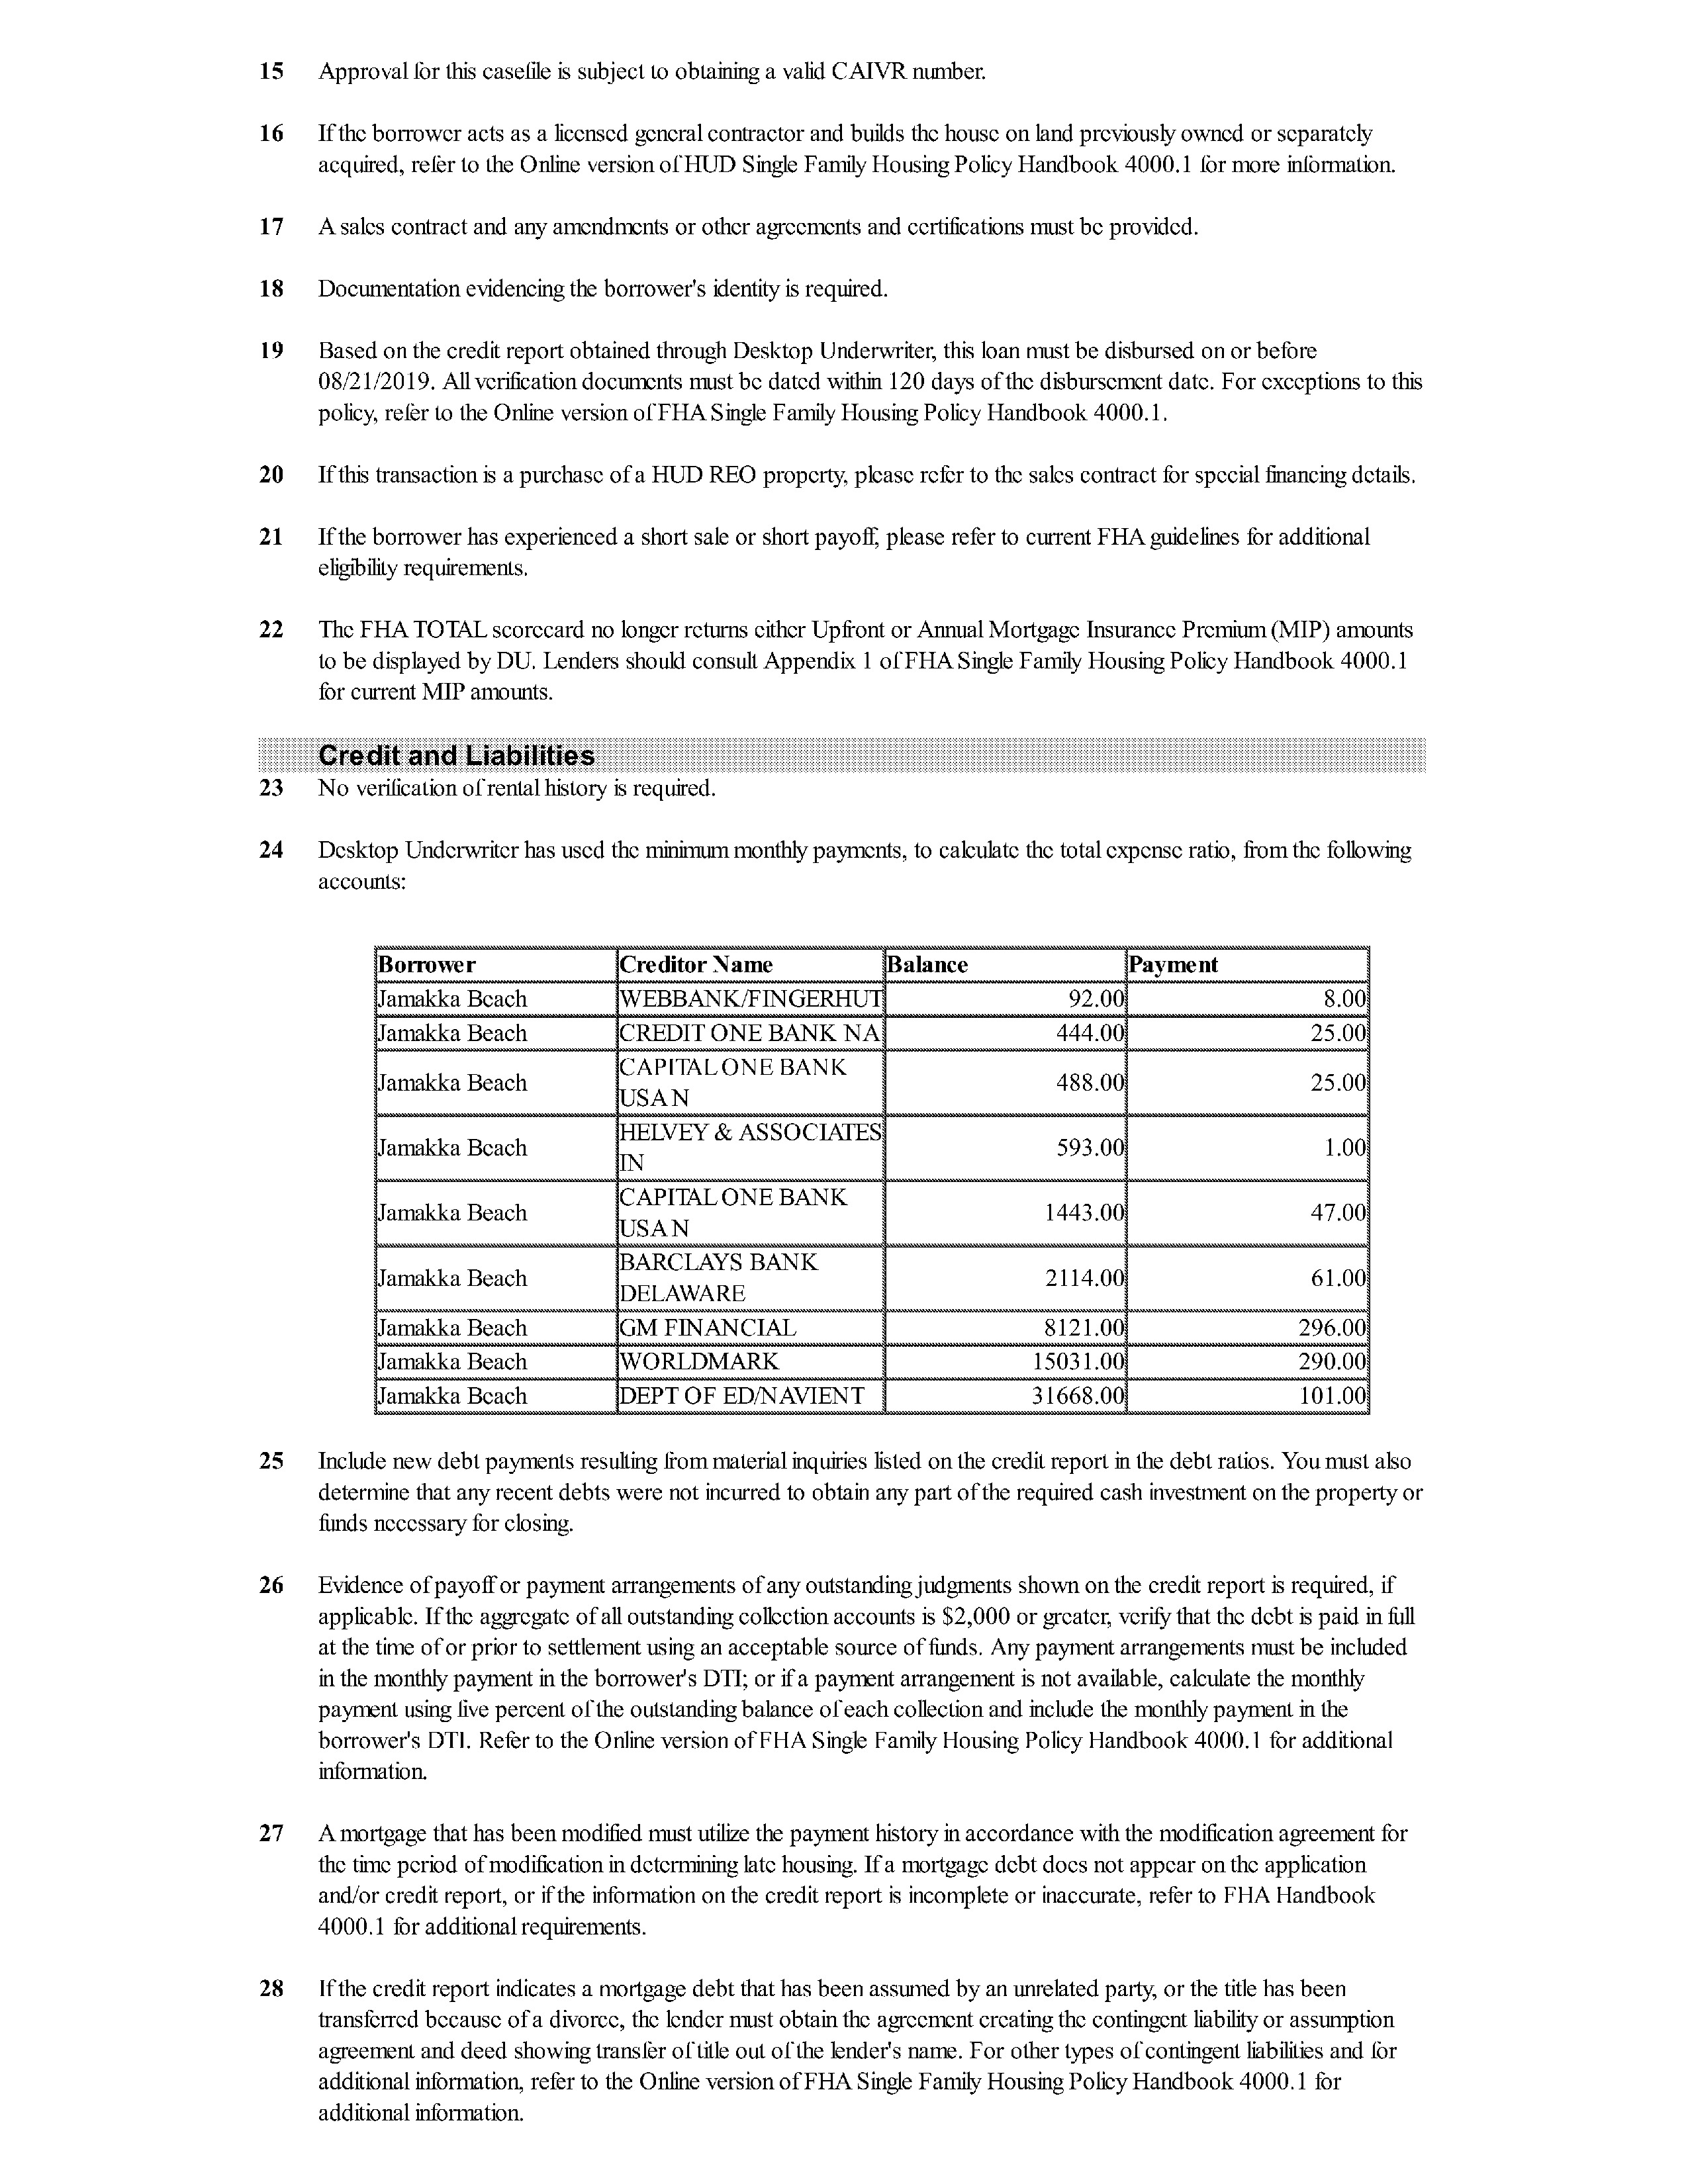 15 Approval for this casefile is subject to obtaining a valid CAIVR number.
16 If the borrower acts as a licensed general contractor and builds the house on land previously owned or separately
acquired, refer to the Online version of HUD Single Family Housing Policy Handbook 4000.1 for more information.
17 A sales contract and any amendments or other agreements and certifications must be provided.
18 Documentation evidencing the borrower's identity is required.
19 Based on the credit report obtained through Desktop Underwriter, this loan must be disbursed on or before
08/21/2019. All verification documents must be dated within 120 days of the disbursement date. For exceptions to this
policy, refer to the Online version of FHA Single Family Housing Policy Handbook 4000.1.
20 If this transaction is a purchase of a HUD REO property, please refer to the sales contract for special financing details.
21 If the borrower has experienced a short sale or short payoff, please refer to current FHA guidelines for additional
eligibility requirements.
22 The FHA TOTAL scorecard no longer returns either Upfront or Annual Mortgage Insurance Premium (MIP) amounts
to be displayed by DU. Lenders should consult Appendix 1 of FHA Single Family Housing Policy Handbook 4000.1
for current MIP amounts.
Credit and Liabilities
23 No verification of rental history is required.
24 Desktop Underwriter has used the minimum monthly payments, to calculate the total expense ratio, from the following
accounts:
Borrower Creditor Name Balance Payment
Jamakka Beach WEBBANK/FINGERHUT 92.00 8.00
Jamakka Beach CREDIT ONE BANK NA 444.00 25.00
Jamakka Beach CAPITAL ONE BANK
USA N 488.00 25.00
Jamakka Beach HELVEY & ASSOCIATES
IN 593.00 1.00
Jamakka Beach CAPITAL ONE BANK
USA N 1443.00 47.00
Jamakka Beach BARCLAYS BANK
DELAWARE 2114.00 61.00
Jamakka Beach GM FINANCIAL 8121.00 296.00
Jamakka Beach WORLDMARK 15031.00 290.00
Jamakka Beach DEPT OF ED/NAVIENT 31668.00 101.00
25 Include new debt payments resulting from material inquiries listed on the credit report in the debt ratios. You must also
determine that any recent debts were not incurred to obtain any part of the required cash investment on the property or
funds necessary for closing.
26 Evidence of payoff or payment arrangements of any outstanding judgments shown on the credit report is required, if
applicable. If the aggregate of all outstanding collection accounts is $2,000 or greater, verify that the debt is paid in full
at the time of or prior to settlement using an acceptable source of funds. Any payment arrangements must be included
in the monthly payment in the borrower's DTI; or if a payment arrangement is not available, calculate the monthly
payment using five percent of the outstanding balance of each collection and include the monthly payment in the
borrower's DTI. Refer to the Online version of FHA Single Family Housing Policy Handbook 4000.1 for additional
information.
27 A mortgage that has been modified must utilize the payment history in accordance with the modification agreement for
the time period of modification in determining late housing. If a mortgage debt does not appear on the application
and/or credit report, or if the information on the credit report is incomplete or inaccurate, refer to FHA Handbook
4000.1 for additional requirements.
28 If the credit report indicates a mortgage debt that has been assumed by an unrelated party, or the title has been
transferred because of a divorce, the lender must obtain the agreement creating the contingent liability or assumption
agreement and deed showing transfer of title out of the lender's name. For other types of contingent liabilities and for
additional information, refer to the Online version of FHA Single Family Housing Policy Handbook 4000.1 for
additional information.